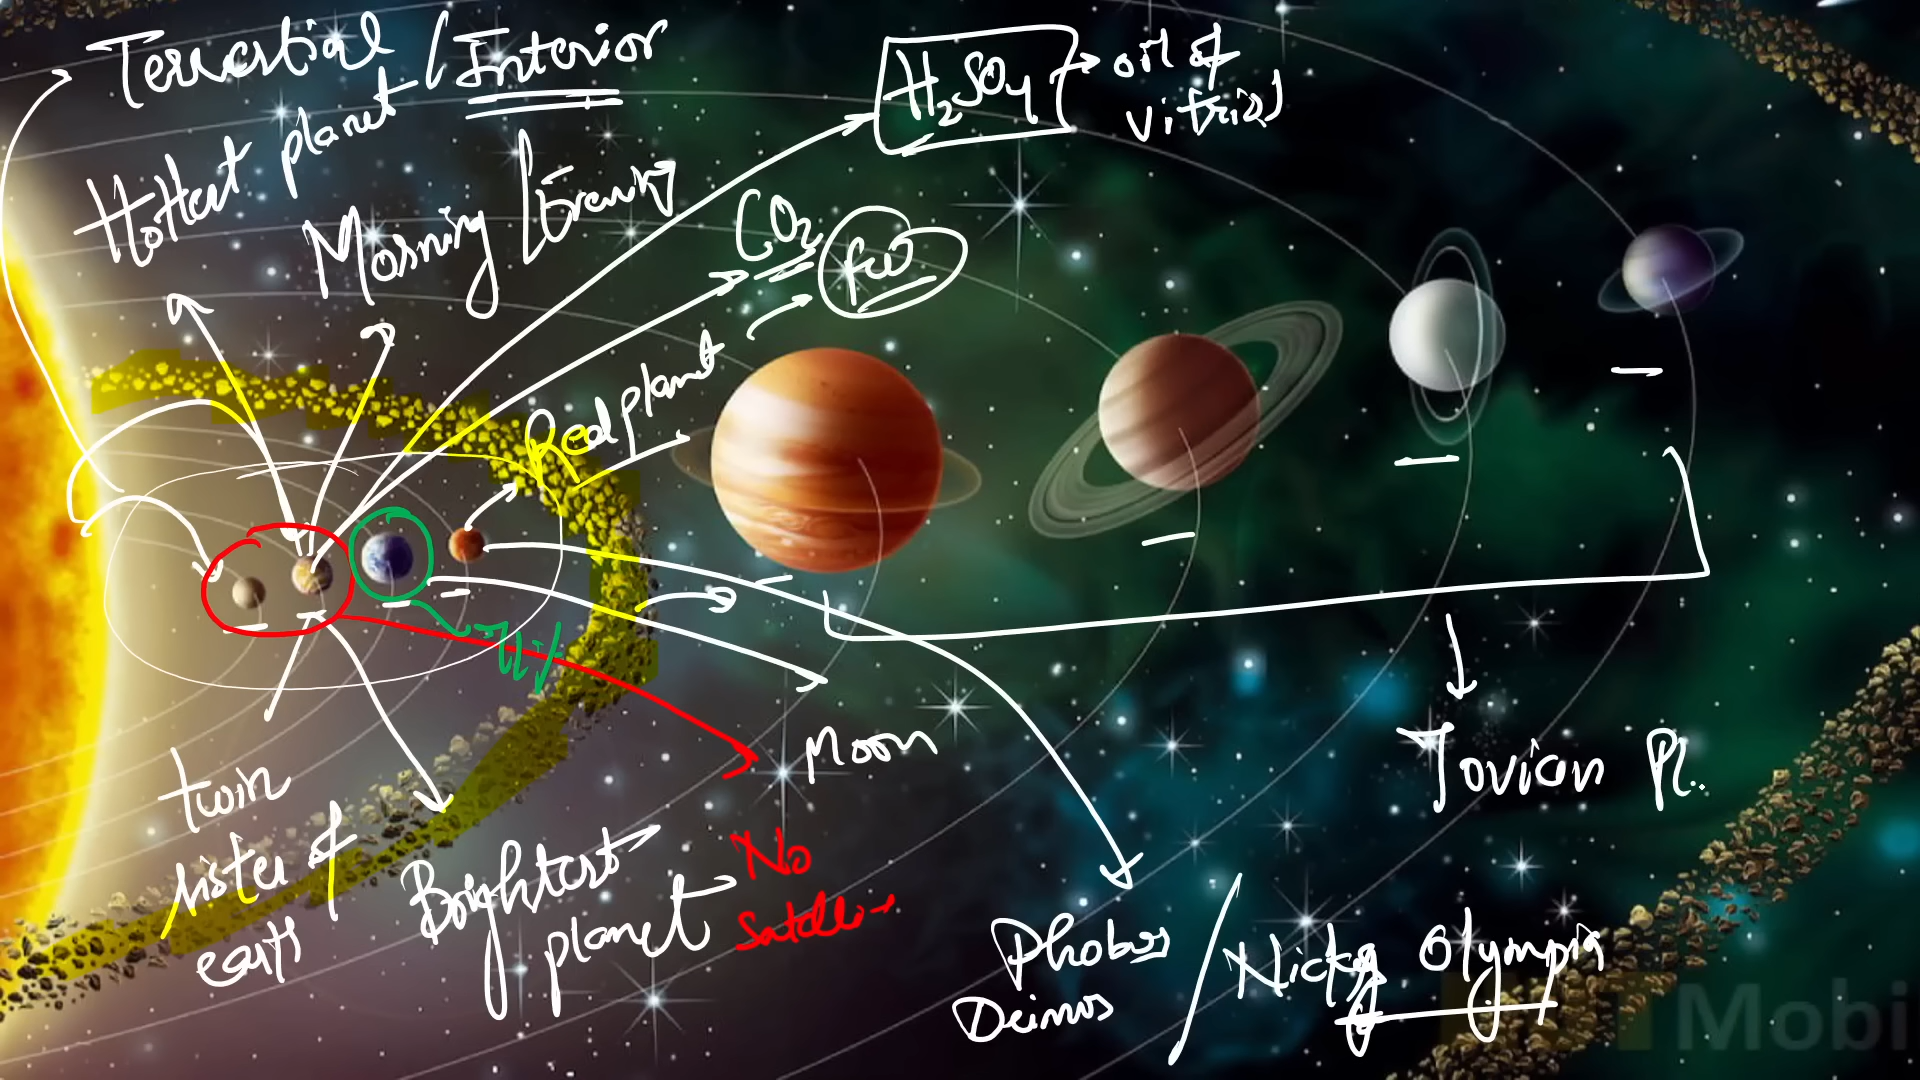 Terrestial / Interior
Hottest planet
Morning / Evening
H₂SO₄ → oil of
vitriol
CO₂
Red planet
Moon
Jovian Pl.
twin
sister of
earth
Brightest
planet
No
Phobos
Deimos
Olympia
Mobi